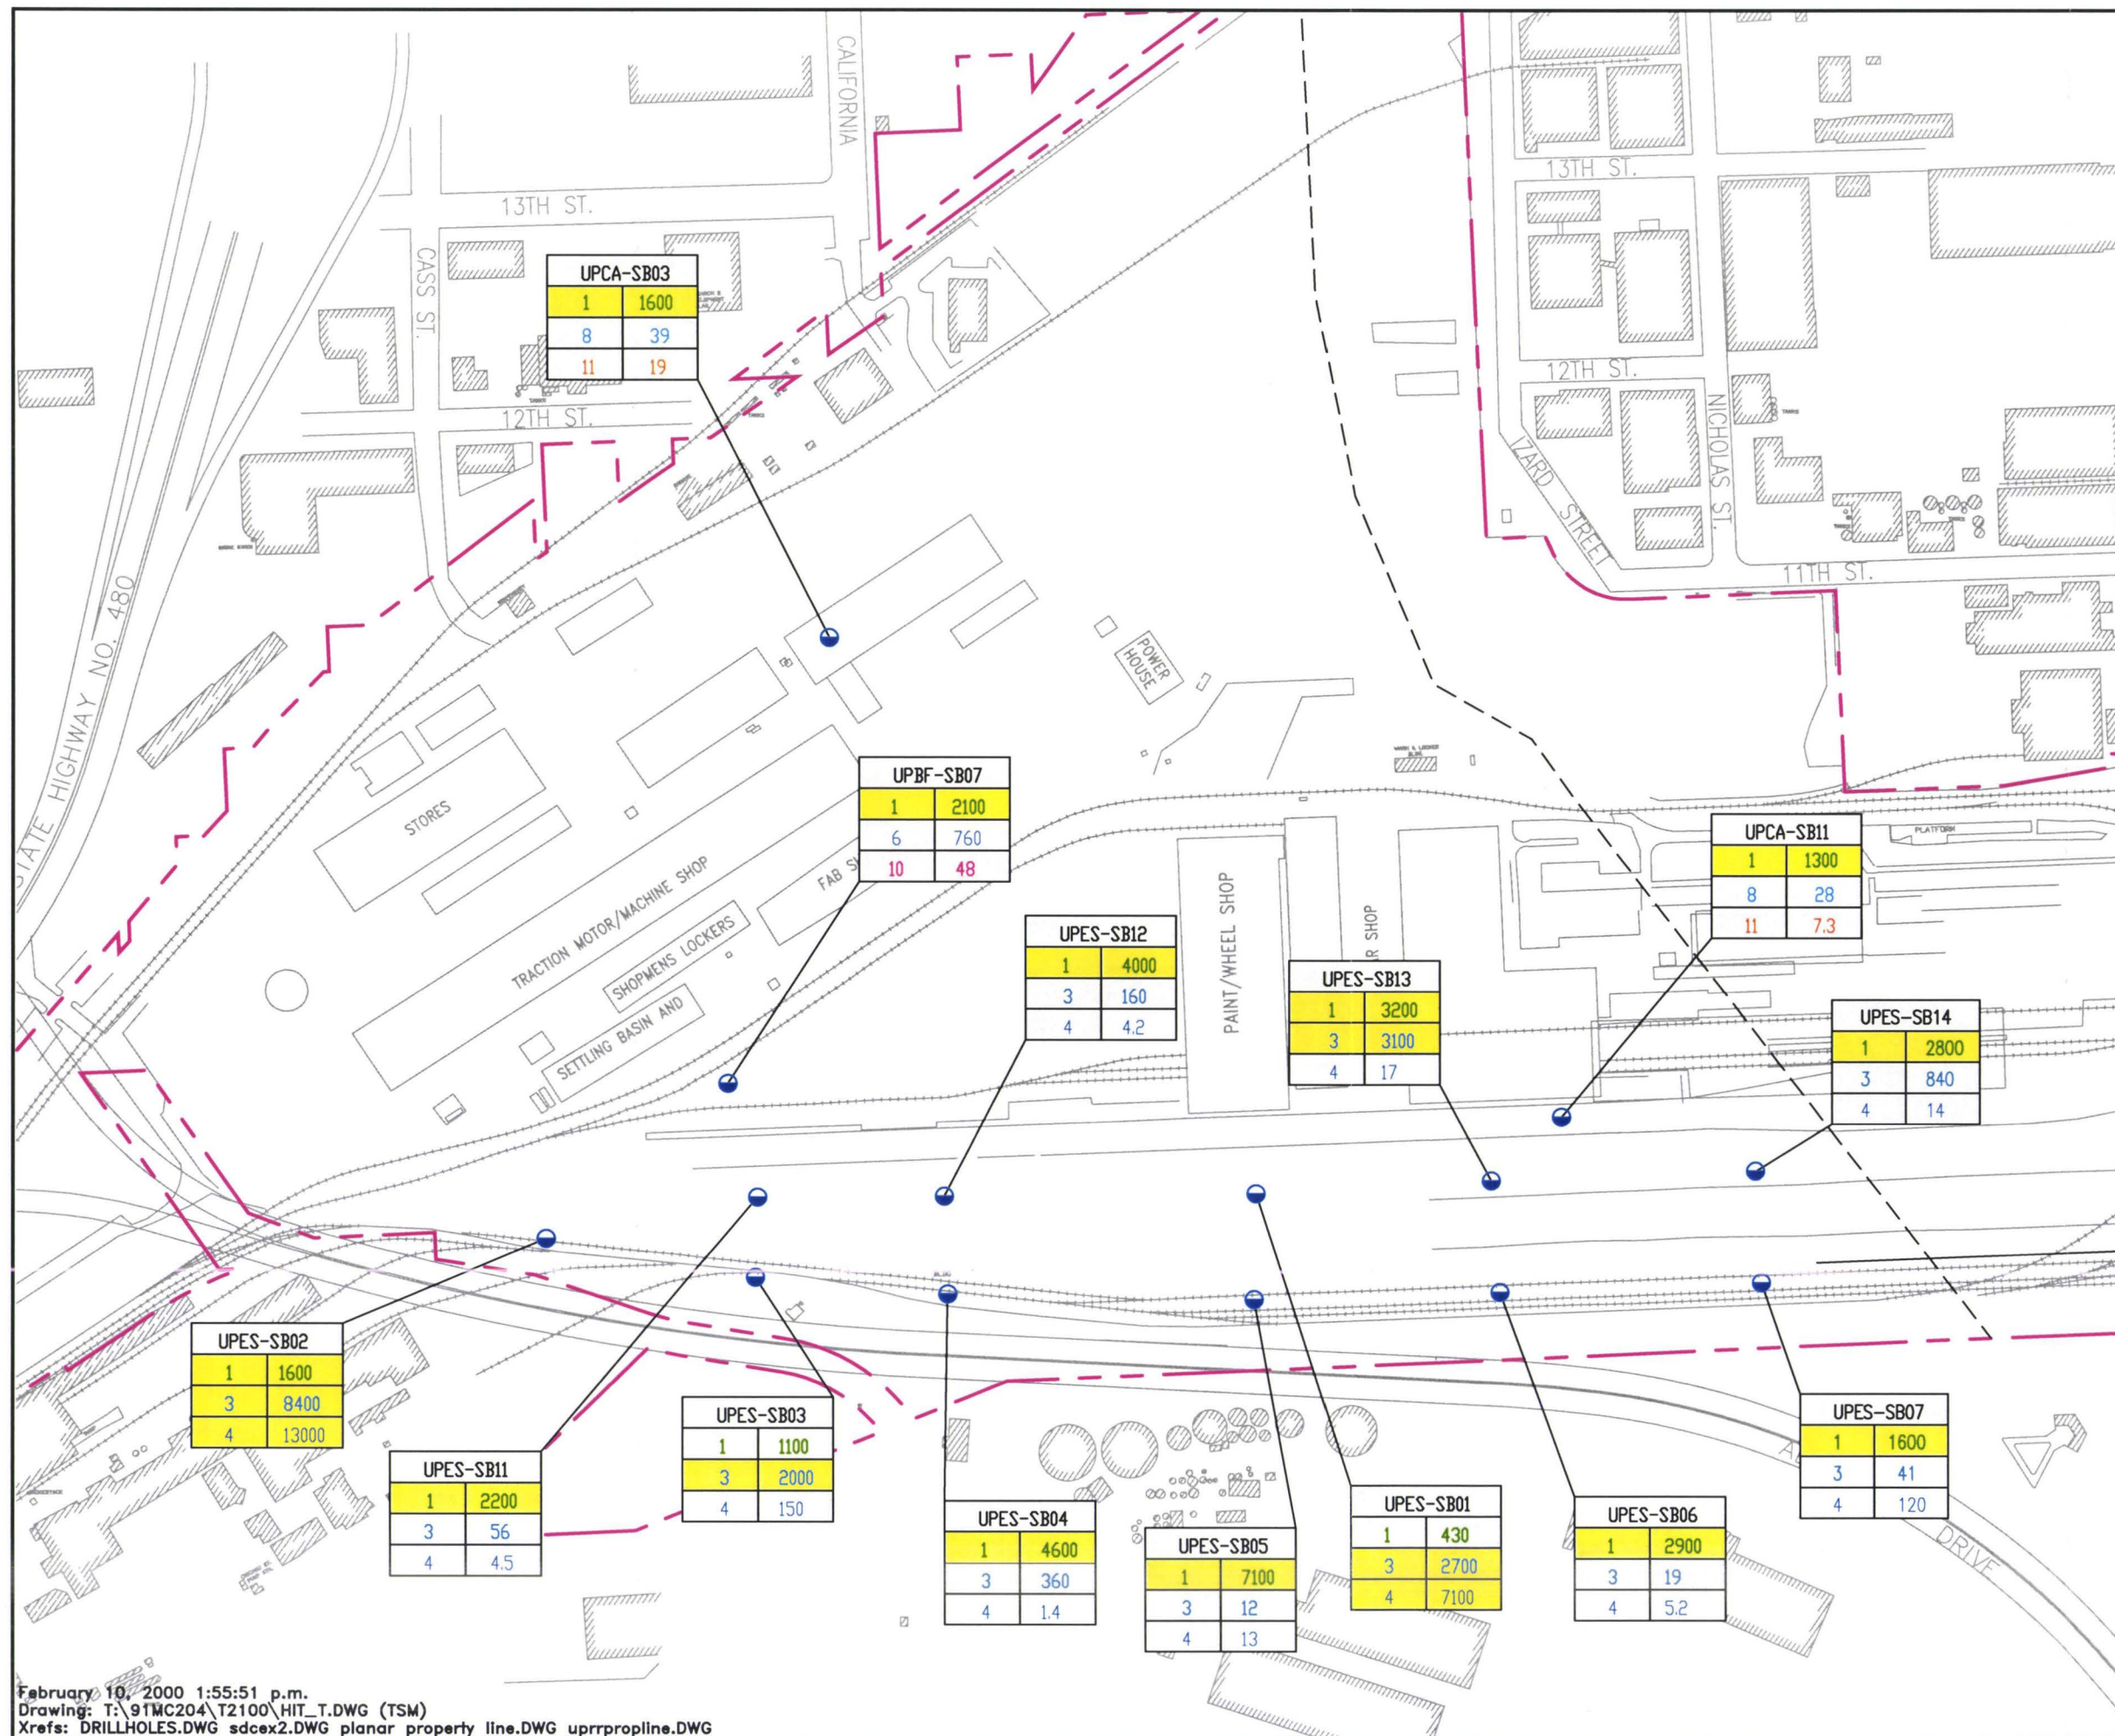 CALIFORNIA
13TH ST.
13TH ST.
CASS ST.
UPCA-SB03
1 1600
8 39
11 19
12TH ST.
12TH ST.
NICHOLAS ST.
IZARD STREET
11TH ST.
STATE HIGHWAY NO. 480
POWER
HOUSE
STORES
UPBF-SB07
1 2100
6 760
10 48
FAB
TRACTION MOTOR/MACHINE SHOP
SHOPMENS LOCKERS
SETTLING BASIN AND
PAINT/WHEEL SHOP
R SHOP
PLATFORM
TANKS
TANKS
UPCA-SB11
1 1300
8 28
11 7.3
UPES-SB12
1 4000
3 160
4 4.2
UPES-SB13
1 3200
3 3100
4 17
UPES-SB14
1 2800
3 840
4 14
UPES-SB02
1 1600
3 8400
4 13000
UPES-SB11
1 2200
3 56
4 4.5
UPES-SB03
1 1100
3 2000
4 150
UPES-SB04
1 4600
3 360
4 1.4
UPES-SB05
1 7100
3 12
4 13
UPES-SB01
1 430
3 2700
4 7100
UPES-SB06
1 2900
3 19
4 5.2
UPES-SB07
1 1600
3 41
4 120
DRIVE
February 10, 2000 1:55:51 p.m.
Drawing: T:\91MC204\T2100\HIT_T.DWG (TSM)
Xrefs: DRILLHOLES.DWG sdcex2.DWG planar property line.DWG uprrpropline.DWG